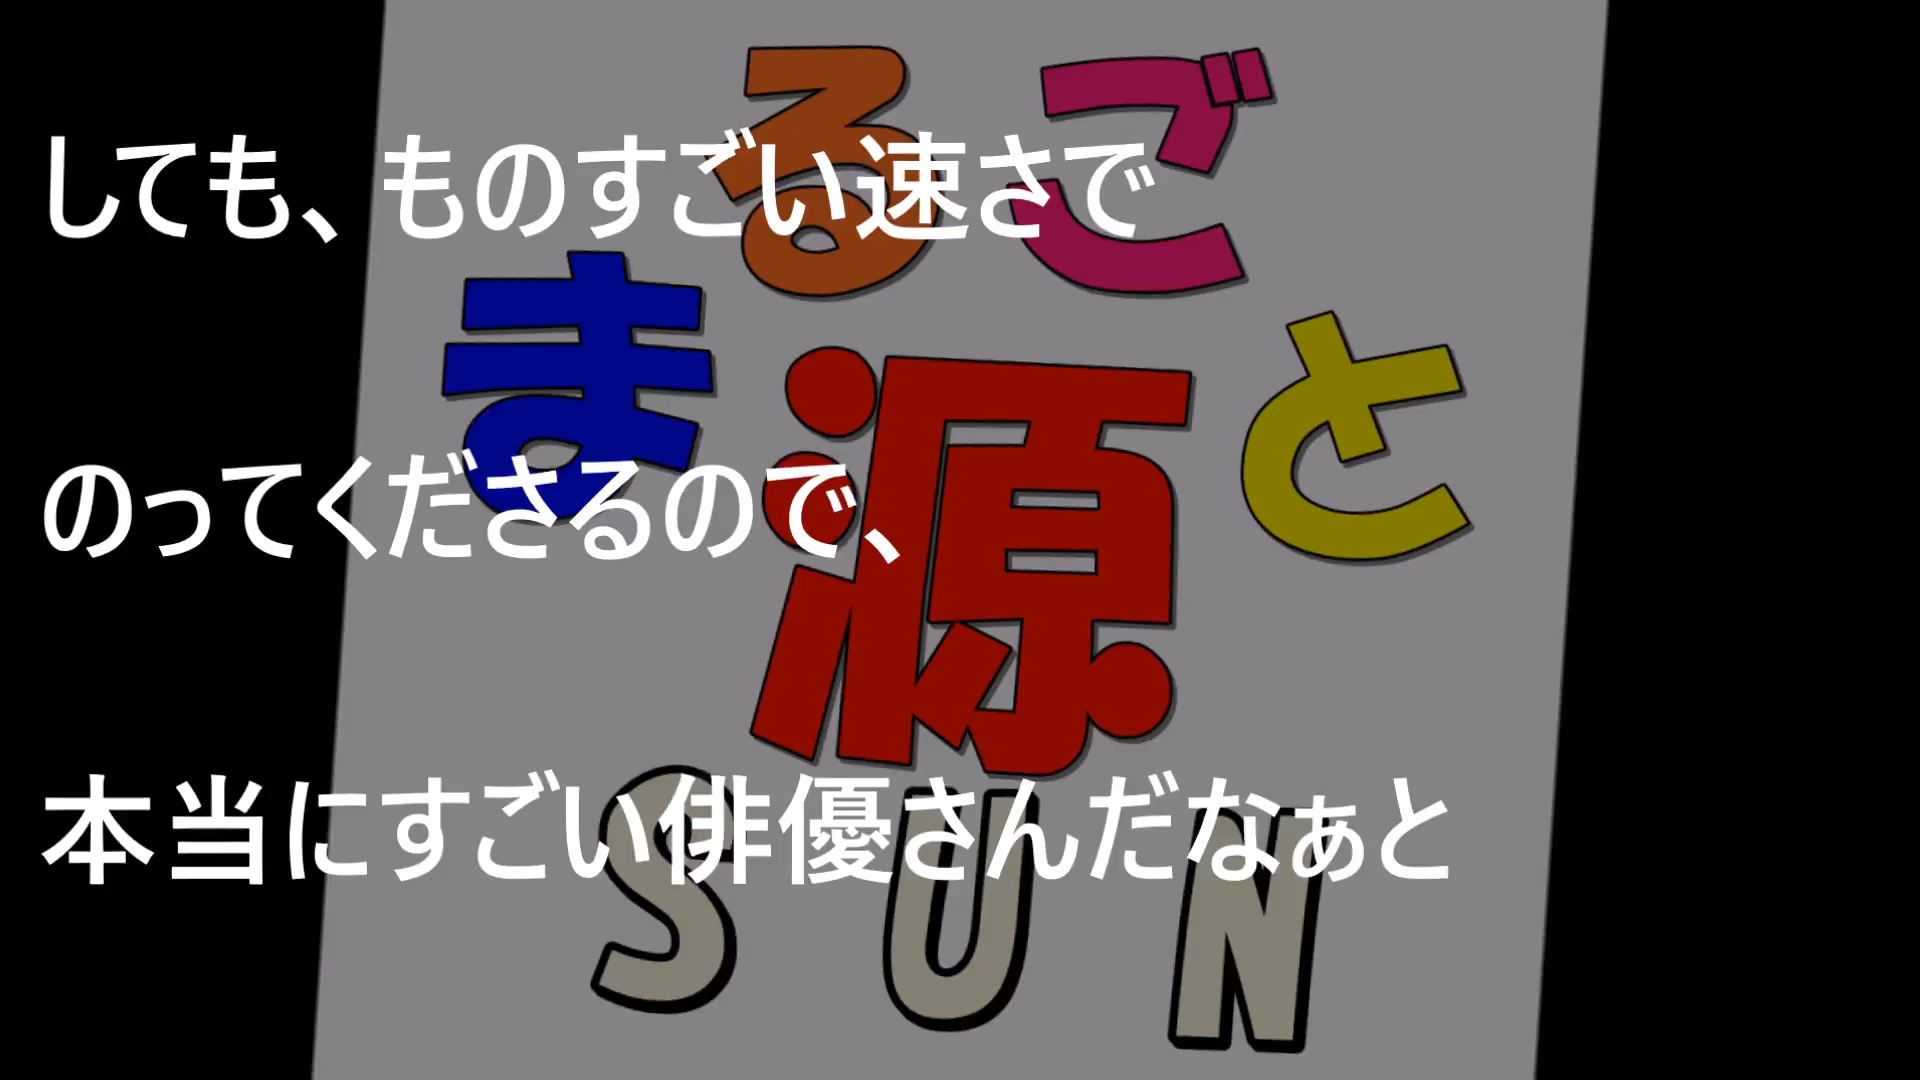 しても、ものすごい速さで
のってくださるので、
本当にすごい俳優さんだなぁと
まるごと
源
SUN